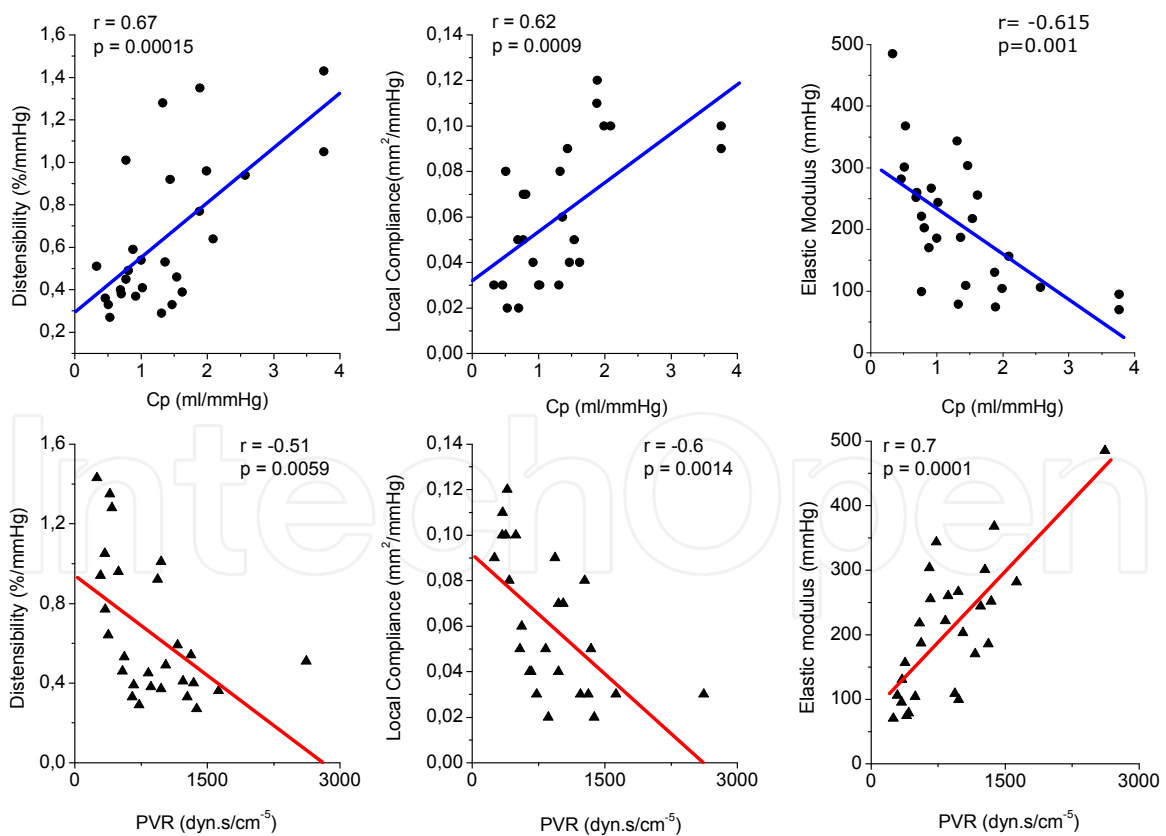 r = 0.67
p = 0.00015
1,6
1,4
1,2
1,0
0,8
0,6
0,4
0,2
Distensibility (%/mmHg)
0 1 2 3 4
Cp (ml/mmHg)
r = 0.62
p = 0.0009
0,14
0,12
0,10
0,08
0,06
0,04
0,02
0,00
Local Compliance(mm²/mmHg)
0 1 2 3 4
Cp (ml/mmHg)
r= -0.615
p=0.001
500
400
300
200
100
0
Elastic Modulus (mmHg)
0 1 2 3 4
Cp (ml/mmHg)
r = -0.51
p = 0.0059
1,6
1,2
0,8
0,4
0,0
Distensibility (%/mmHg)
0 1500 3000
PVR (dyn.s/cm⁻⁵)
r = -0.6
p = 0.0014
0,14
0,12
0,10
0,08
0,06
0,04
0,02
0,00
Local Compliance (mm²/mmHg)
0 1500 3000
PVR (dyn.s/cm⁻⁵)
r = 0.7
p = 0.0001
500
400
300
200
100
0
Elastic modulus (mmHg)
0 1500 3000
PVR (dyn.s/cm⁻⁵)
IntechOpen